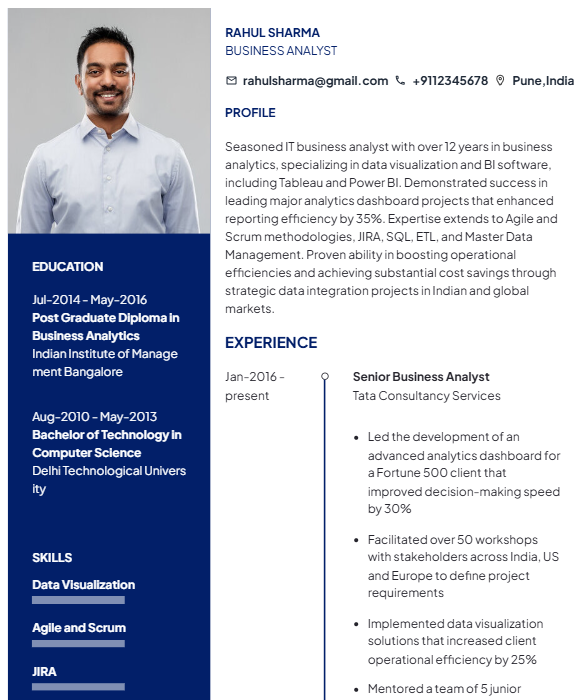 RAHUL SHARMA
BUSINESS ANALYST
rahulsharma@gmail.com +9112345678 Pune,India
PROFILE
Seasoned IT business analyst with over 12 years in business
analytics, specializing in data visualization and BI software,
including Tableau and Power BI. Demonstrated success in
leading major analytics dashboard projects that enhanced
reporting efficiency by 35%. Expertise extends to Agile and
Scrum methodologies, JIRA, SQL, ETL, and Master Data
Management. Proven ability in boosting operational
efficiencies and achieving substantial cost savings through
strategic data integration projects in Indian and global
markets.
EXPERIENCE
Jan-2016 -
present
Senior Business Analyst
Tata Consultancy Services
• Led the development of an
advanced analytics dashboard for
a Fortune 500 client that
improved decision-making speed
by 30%
• Facilitated over 50 workshops
with stakeholders across India, US
and Europe to define project
requirements
• Implemented data visualization
solutions that increased client
operational efficiency by 25%
• Mentored a team of 5 junior
EDUCATION
Jul-2014 - May-2016
Post Graduate Diploma in
Business Analytics
Indian Institute of Manage
ment Bangalore
Aug-2010 - May-2013
Bachelor of Technology in
Computer Science
Delhi Technological Univers
ity
SKILLS
Data Visualization
Agile and Scrum
JIRA